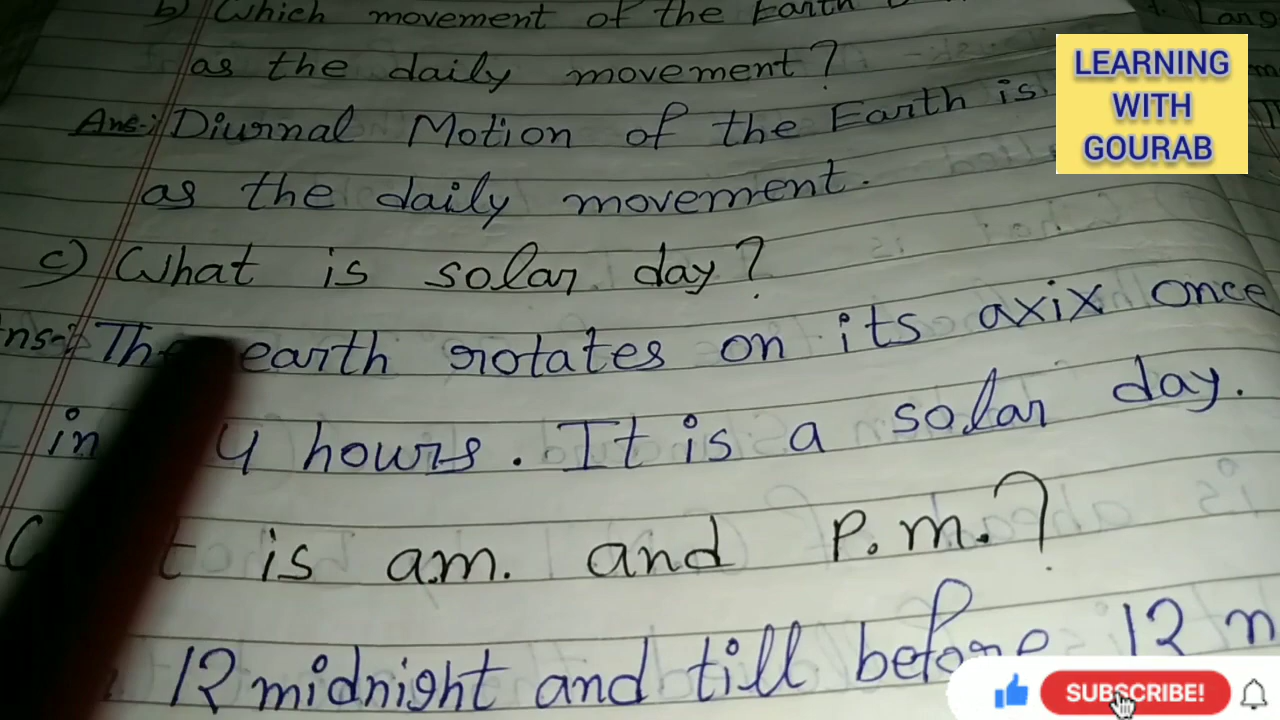 b) Which movement of the Earth
as the daily movement?
LEARNING
WITH
GOURAB
Ans:- Diurnal Motion of the Earth is
as the daily movement.
c) What is solar day?
Ans:- The earth rotates on its axix once
in 4 hours. It is a solar day.
is a.m. and P.m.?
12 midnight and till before 12
SUBSCRIBE!